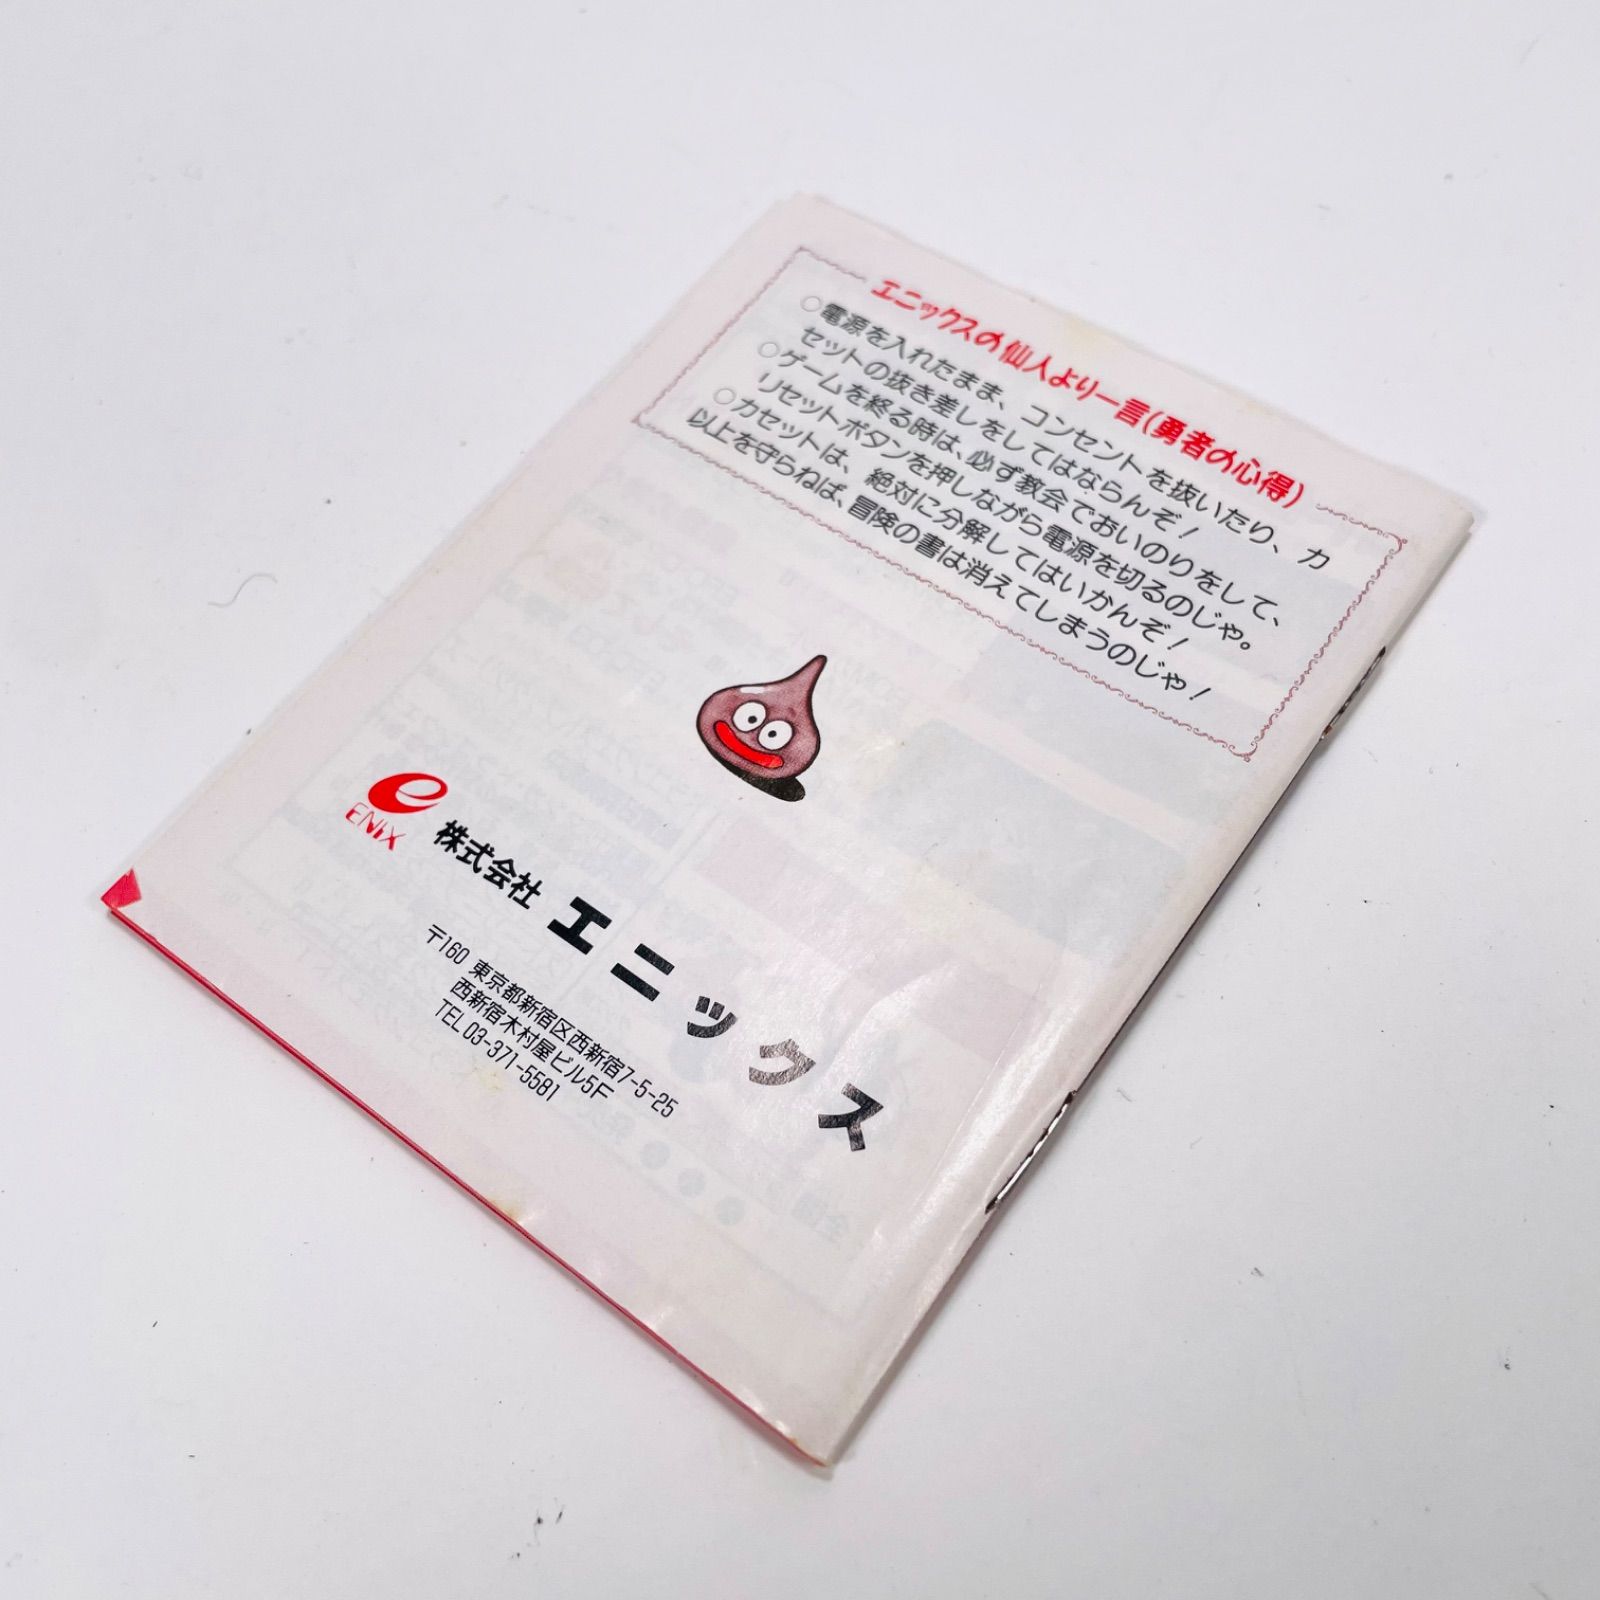 エニックスの仙人より一言(勇者の心得)
○電源を入れたまま、コンセントを抜いたり、カ
セットの抜き差しをしてはならんぞ!
○ゲームを終る時は、必ず教会でおいのりをして、
リセットボタンを押しながら電源を切るのじゃ。
○カセットは、絶対に分解してはいかんぞ!
以上を守らねば、冒険の書は消えてしまうのじゃ!
e
ENIX
株式会社 エニックス
〒160 東京都新宿区西新宿7-5-25
西新宿木村屋ビル5F
TEL 03-371-5581